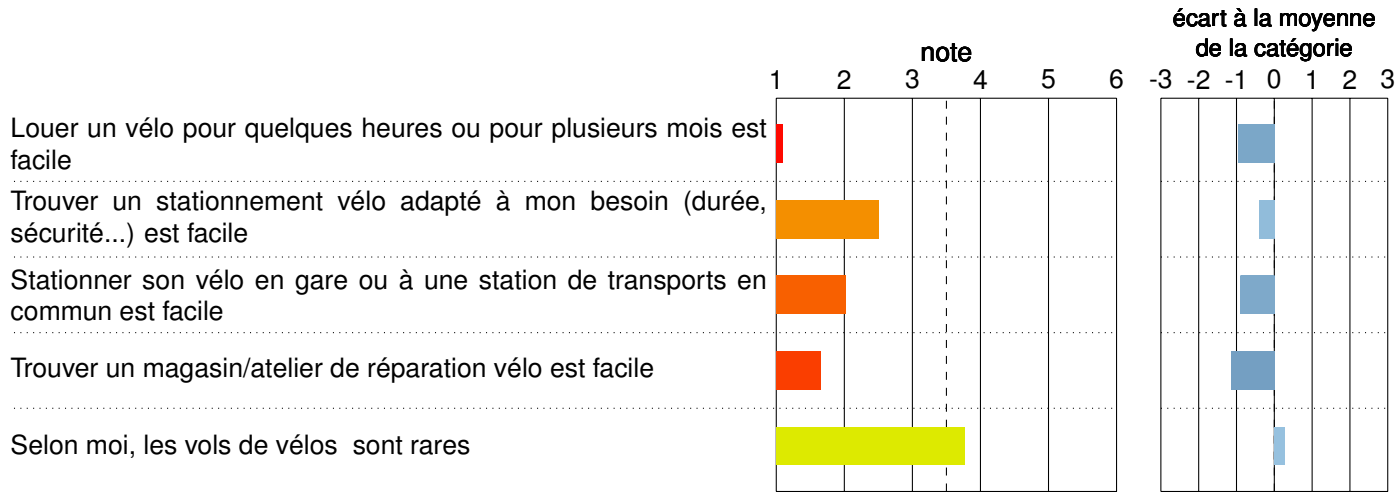 écart à la moyenne
de la catégorie
note
1 2 3 4 5 6
-3 -2 -1 0 1 2 3
Louer un vélo pour quelques heures ou pour plusieurs mois est
facile
Trouver un stationnement vélo adapté à mon besoin (durée,
sécurité...) est facile
Stationner son vélo en gare ou à une station de transports en
commun est facile
Trouver un magasin/atelier de réparation vélo est facile
Selon moi, les vols de vélos sont rares